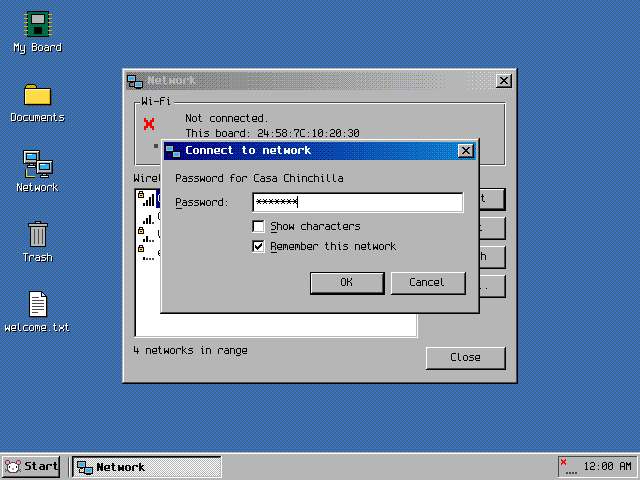 My Board
Documents
Network
Trash
welcome.txt
Network
Wi-Fi
Not connected.
This board: 24:58:7C:10:20:30
Connect to network
Password for Casa Chinchilla
Password: *******
Show characters
Remember this network
OK
Cancel
4 networks in range
Close
Start
Network
12:00 AM